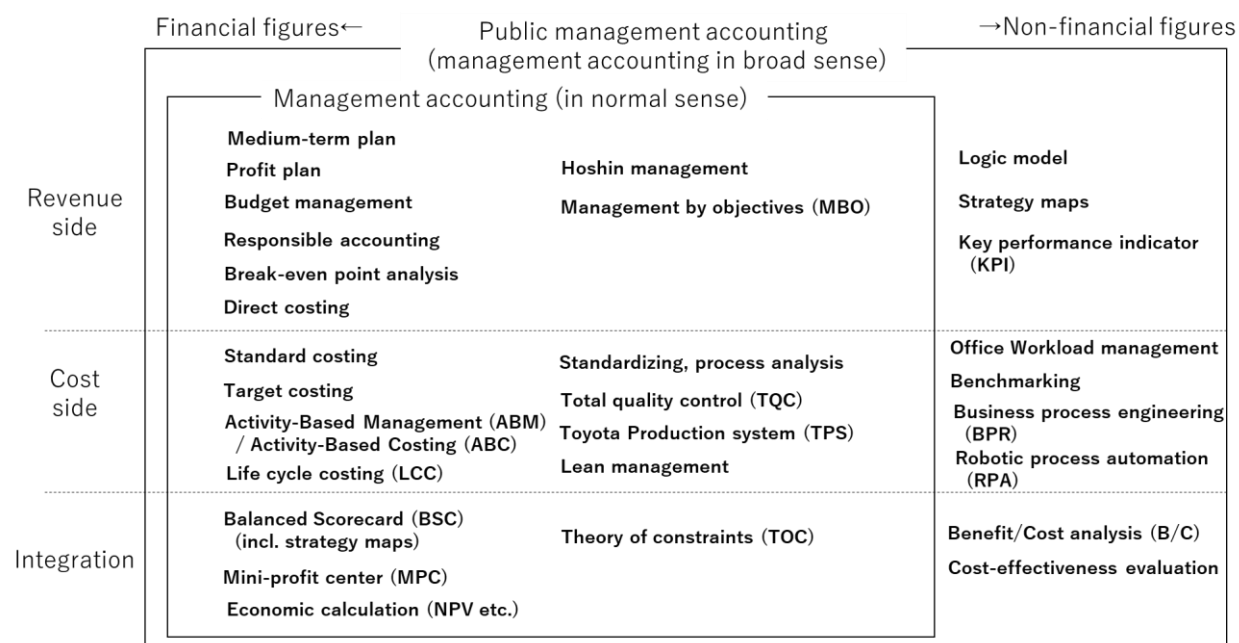 Financial figures←
Public management accounting
(management accounting in broad sense)
→Non-financial figures
Management accounting (in normal sense)
Revenue
side
Medium-term plan
Profit plan
Budget management
Responsible accounting
Break-even point analysis
Direct costing
Hoshin management
Management by objectives (MBO)
Logic model
Strategy maps
Key performance indicator
(KPI)
Cost
side
Standard costing
Target costing
Activity-Based Management (ABM)
/ Activity-Based Costing (ABC)
Life cycle costing (LCC)
Standardizing, process analysis
Total quality control (TQC)
Toyota Production system (TPS)
Lean management
Office Workload management
Benchmarking
Business process engineering
(BPR)
Robotic process automation
(RPA)
Integration
Balanced Scorecard (BSC)
(incl. strategy maps)
Mini-profit center (MPC)
Economic calculation (NPV etc.)
Theory of constraints (TOC)
Benefit/Cost analysis (B/C)
Cost-effectiveness evaluation